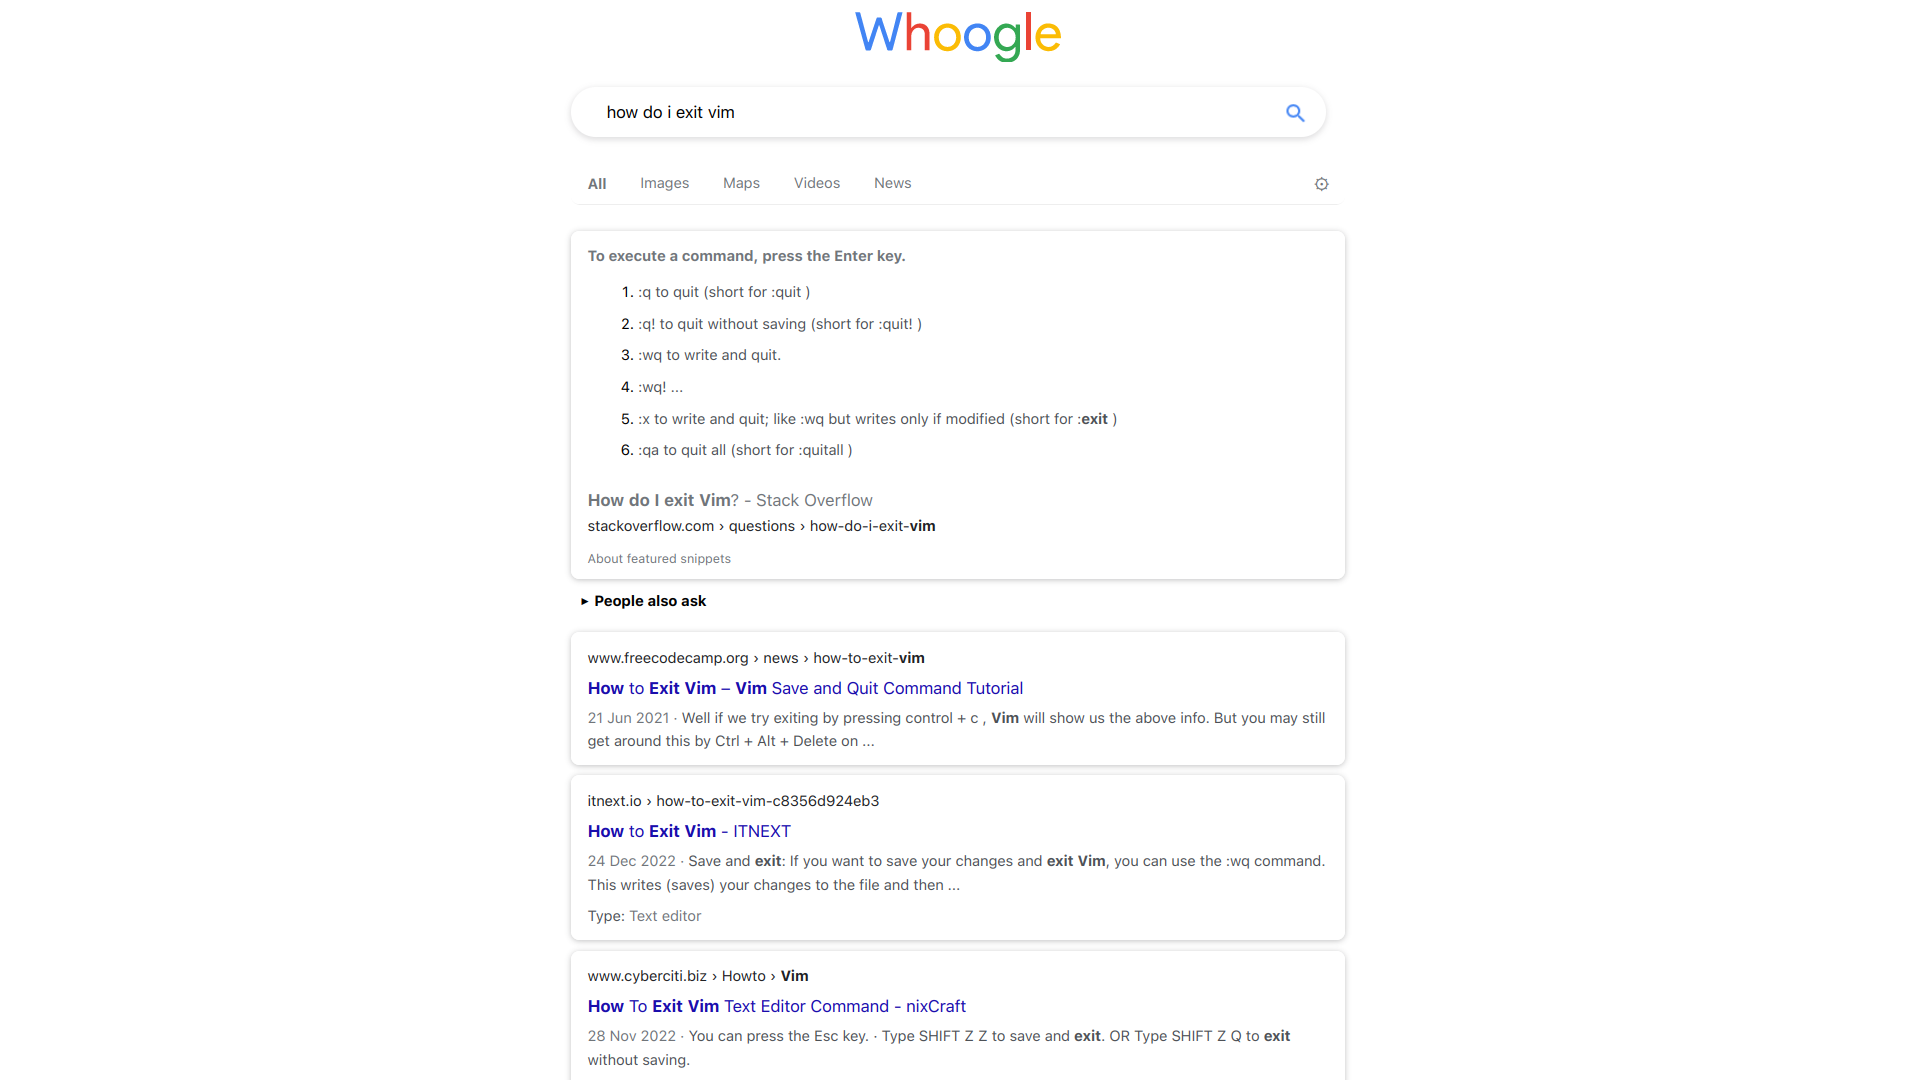 Whoogle
how do i exit vim
All Images Maps Videos News
To execute a command, press the Enter key.
1. :q to quit (short for :quit )
2. :q! to quit without saving (short for :quit! )
3. :wq to write and quit.
4. :wq! ...
5. :x to write and quit; like :wq but writes only if modified (short for :exit )
6. :qa to quit all (short for :quitall )
How do I exit Vim? - Stack Overflow
stackoverflow.com › questions › how-do-i-exit-vim
About featured snippets
▸ People also ask
www.freecodecamp.org › news › how-to-exit-vim
How to Exit Vim – Vim Save and Quit Command Tutorial
21 Jun 2021 · Well if we try exiting by pressing control + c , Vim will show us the above info. But you may still
get around this by Ctrl + Alt + Delete on ...
itnext.io › how-to-exit-vim-c8356d924eb3
How to Exit Vim - ITNEXT
24 Dec 2022 · Save and exit: If you want to save your changes and exit Vim, you can use the :wq command.
This writes (saves) your changes to the file and then ...
Type: Text editor
www.cyberciti.biz › Howto › Vim
How To Exit Vim Text Editor Command - nixCraft
28 Nov 2022 · You can press the Esc key. · Type SHIFT Z Z to save and exit. OR Type SHIFT Z Q to exit
without saving.